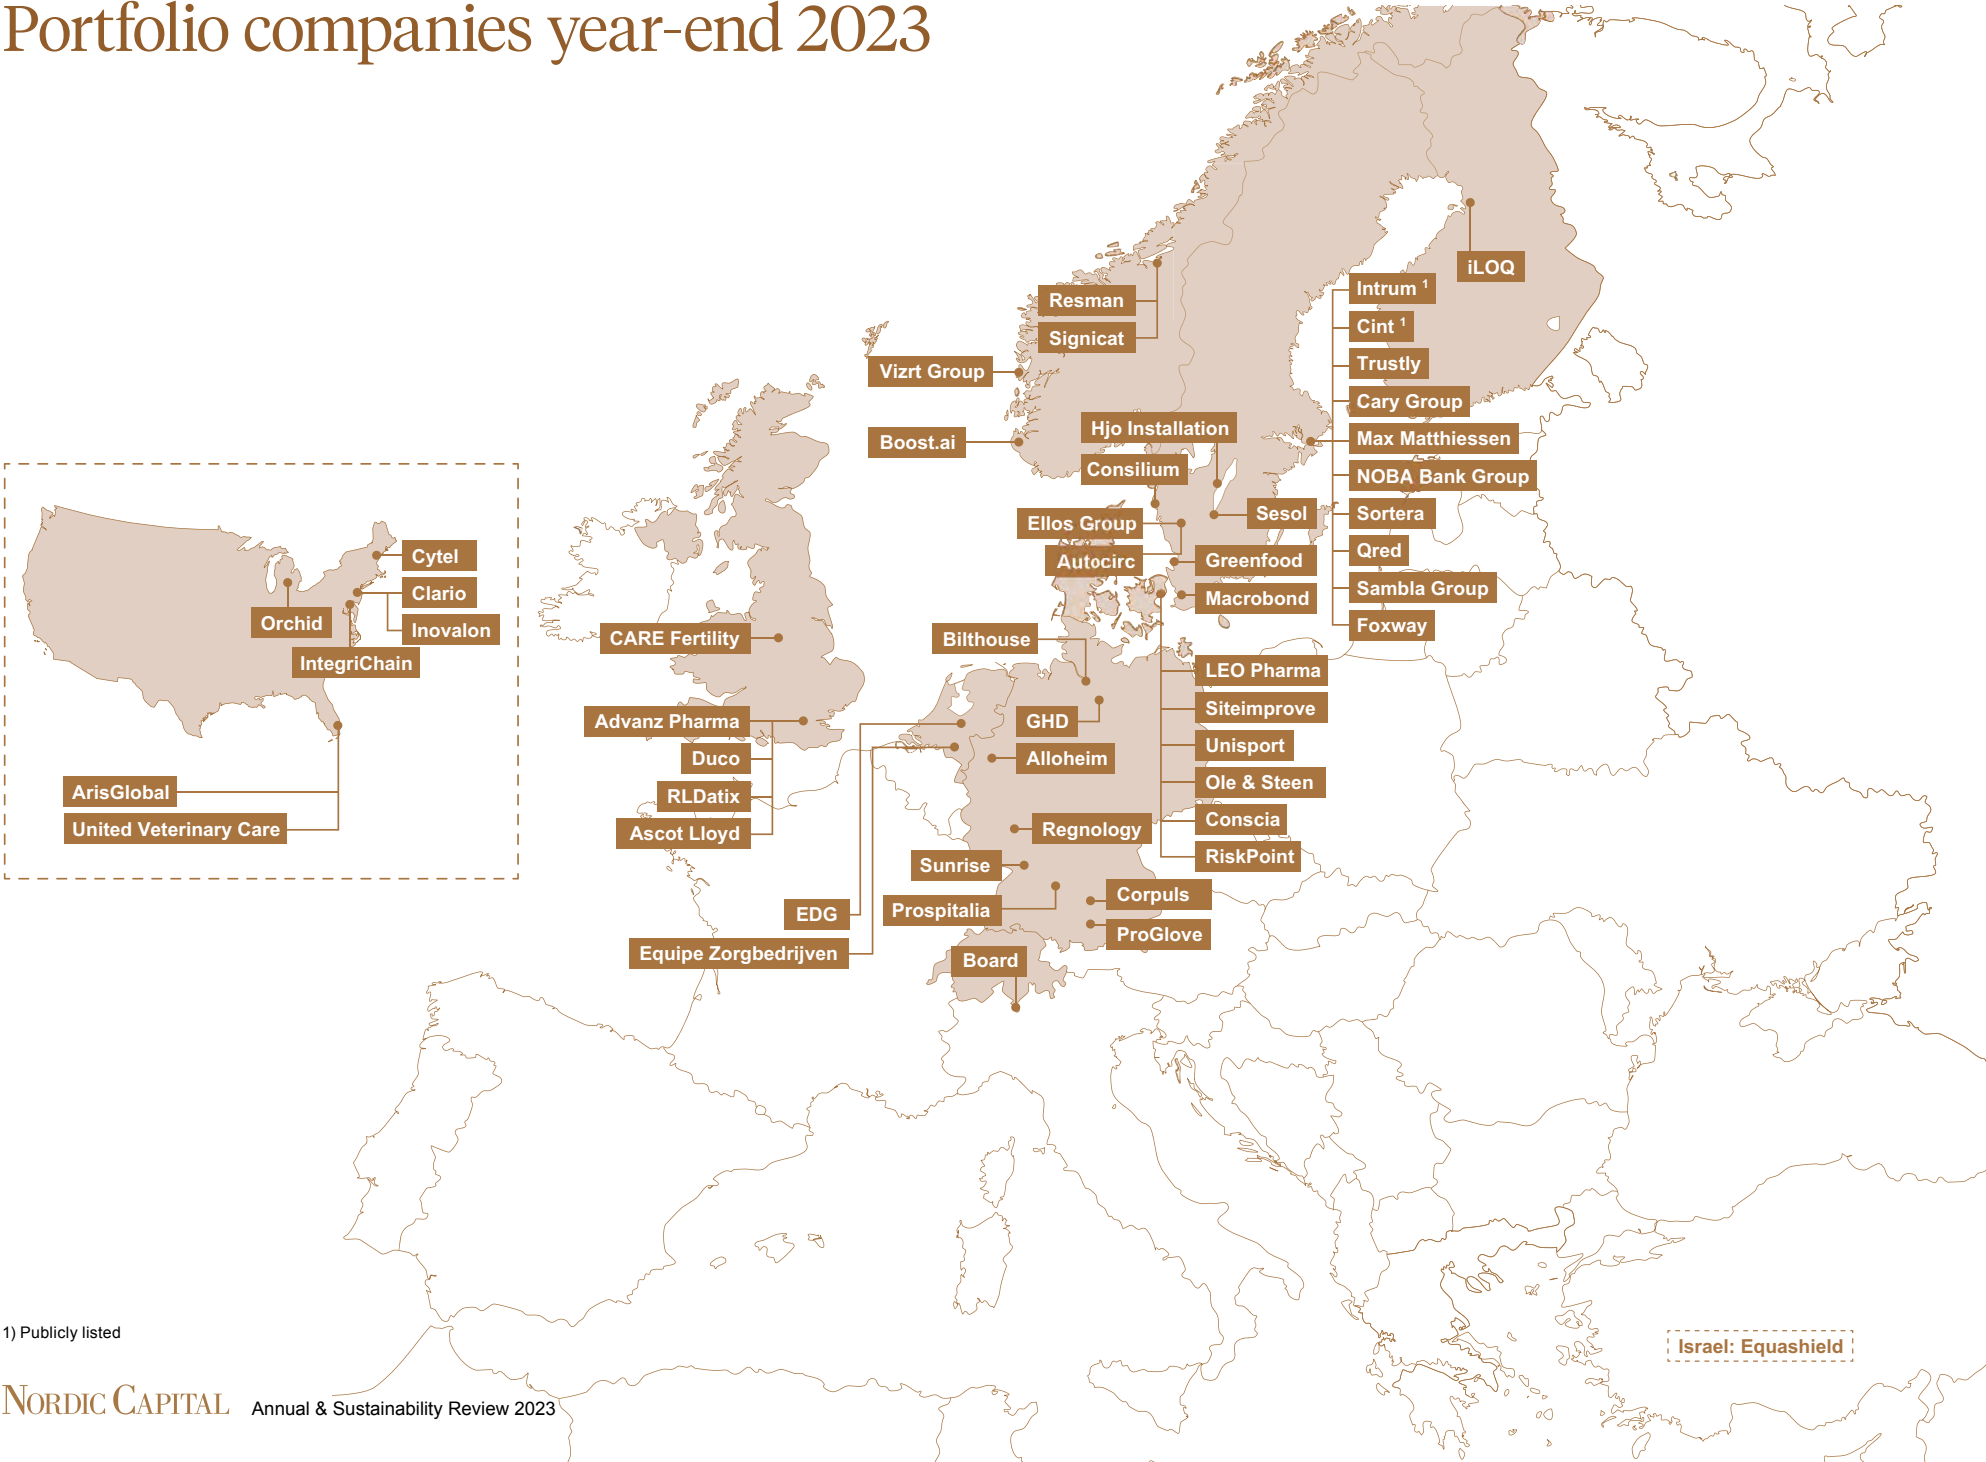 Portfolio companies year-end 2023
iLOQ
Resman
Signicat
Vizrt Group
Boost.ai
Intrum ¹
Cint ¹
Trustly
Cary Group
Max Matthiessen
NOBA Bank Group
Sortera
Qred
Sambla Group
Foxway
Hjo Installation
Consilium
Sesol
Ellos Group
Autocirc
Greenfood
Macrobond
Cytel
Clario
Inovalon
Orchid
IntegriChain
ArisGlobal
United Veterinary Care
CARE Fertility
Advanz Pharma
Duco
RLDatix
Ascot Lloyd
Bilthouse
GHD
Alloheim
LEO Pharma
Siteimprove
Unisport
Ole & Steen
Conscia
RiskPoint
Regnology
Sunrise
Prospitalia
Corpuls
ProGlove
EDG
Equipe Zorgbedrijven
Board
Israel: Equashield
1) Publicly listed
NORDIC CAPITAL
Annual & Sustainability Review 2023